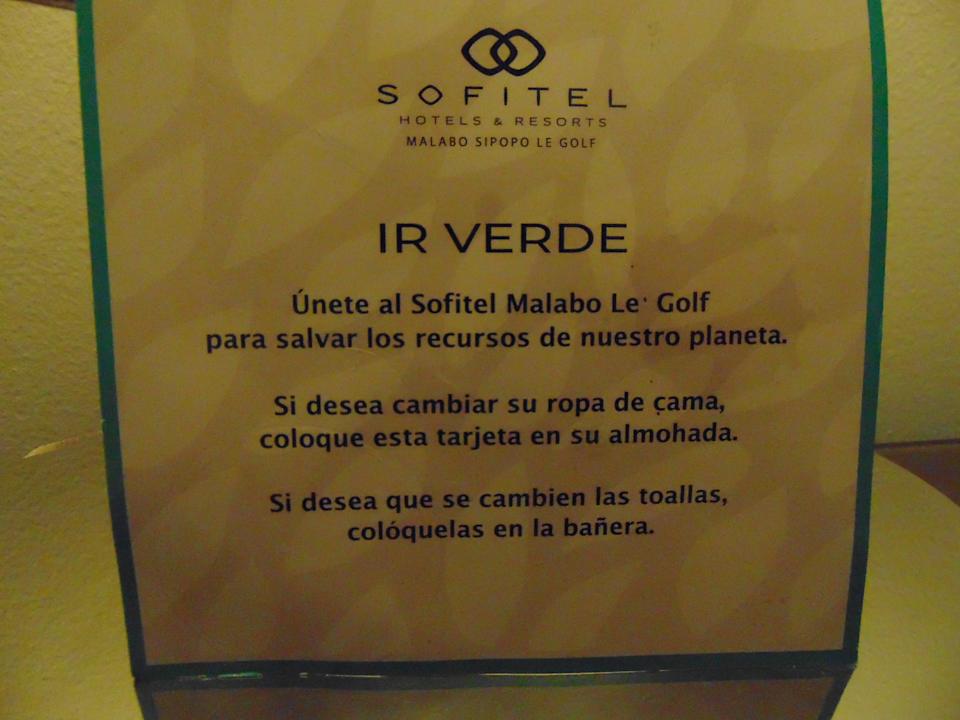 SOFITEL
HOTELS & RESORTS
MALABO SIPOPO LE GOLF
IR VERDE
Únete al Sofitel Malabo Le' Golf
para salvar los recursos de nuestro planeta.
Si desea cambiar su ropa de cama,
coloque esta tarjeta en su almohada.
Si desea que se cambien las toallas,
colóquelas en la bañera.